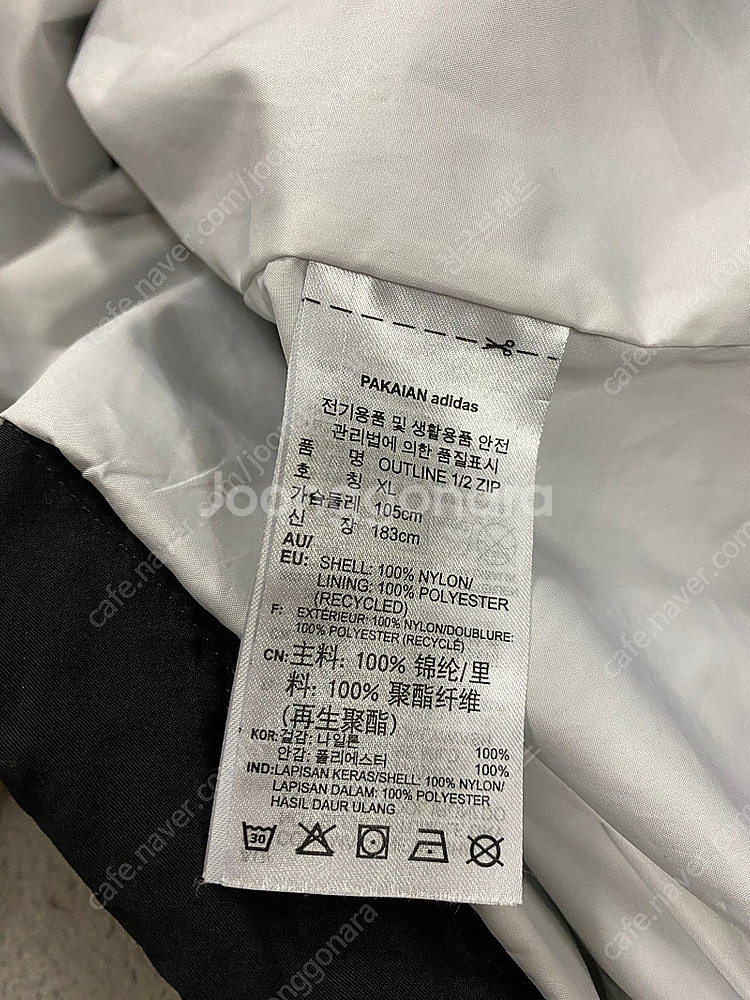 PAKAIAN adidas
전기용품 및 생활용품 안전
관리법에 의한 품질표시
품 명 OUTLINE 1/2 ZIP
호 칭 XL
가슴둘레 105cm
신 장 183cm
AU/
EU: SHELL: 100% NYLON/
LINING: 100% POLYESTER
(RECYCLED)
F: EXTÉRIEUR: 100% NYLON/DOUBLURE:
100% POLYESTER (RECYCLÉ)
CN: 主料: 100% 锦纶/里
料: 100% 聚酯纤维
(再生聚酯)
KOR: 겉감: 나일론 100%
안감: 폴리에스터 100%
IND: LAPISAN KERAS/SHELL: 100% NYLON/
LAPISAN DALAM: 100% POLYESTER
HASIL DAUR ULANG
30
Joonggonara
cafe.naver.com/joonggonara